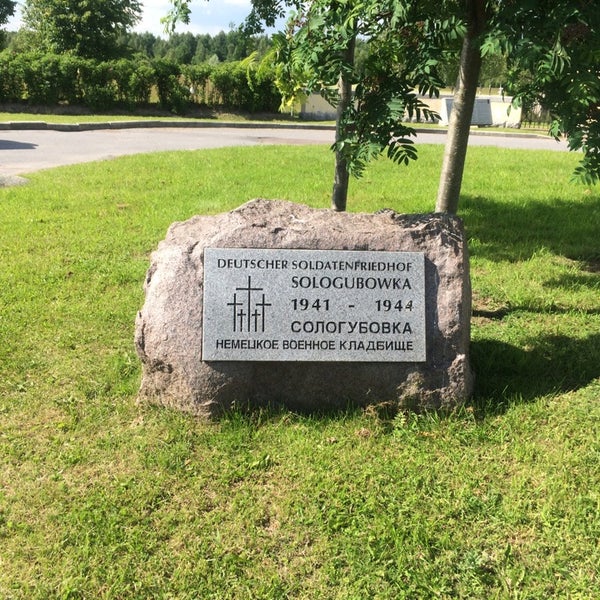 DEUTSCHER SOLDATENFRIEDHOF
SOLOGUBOWKA
1941 - 1944
СОЛОГУБОВКА
НЕМЕЦКОЕ ВОЕННОЕ КЛАДБИЩЕ